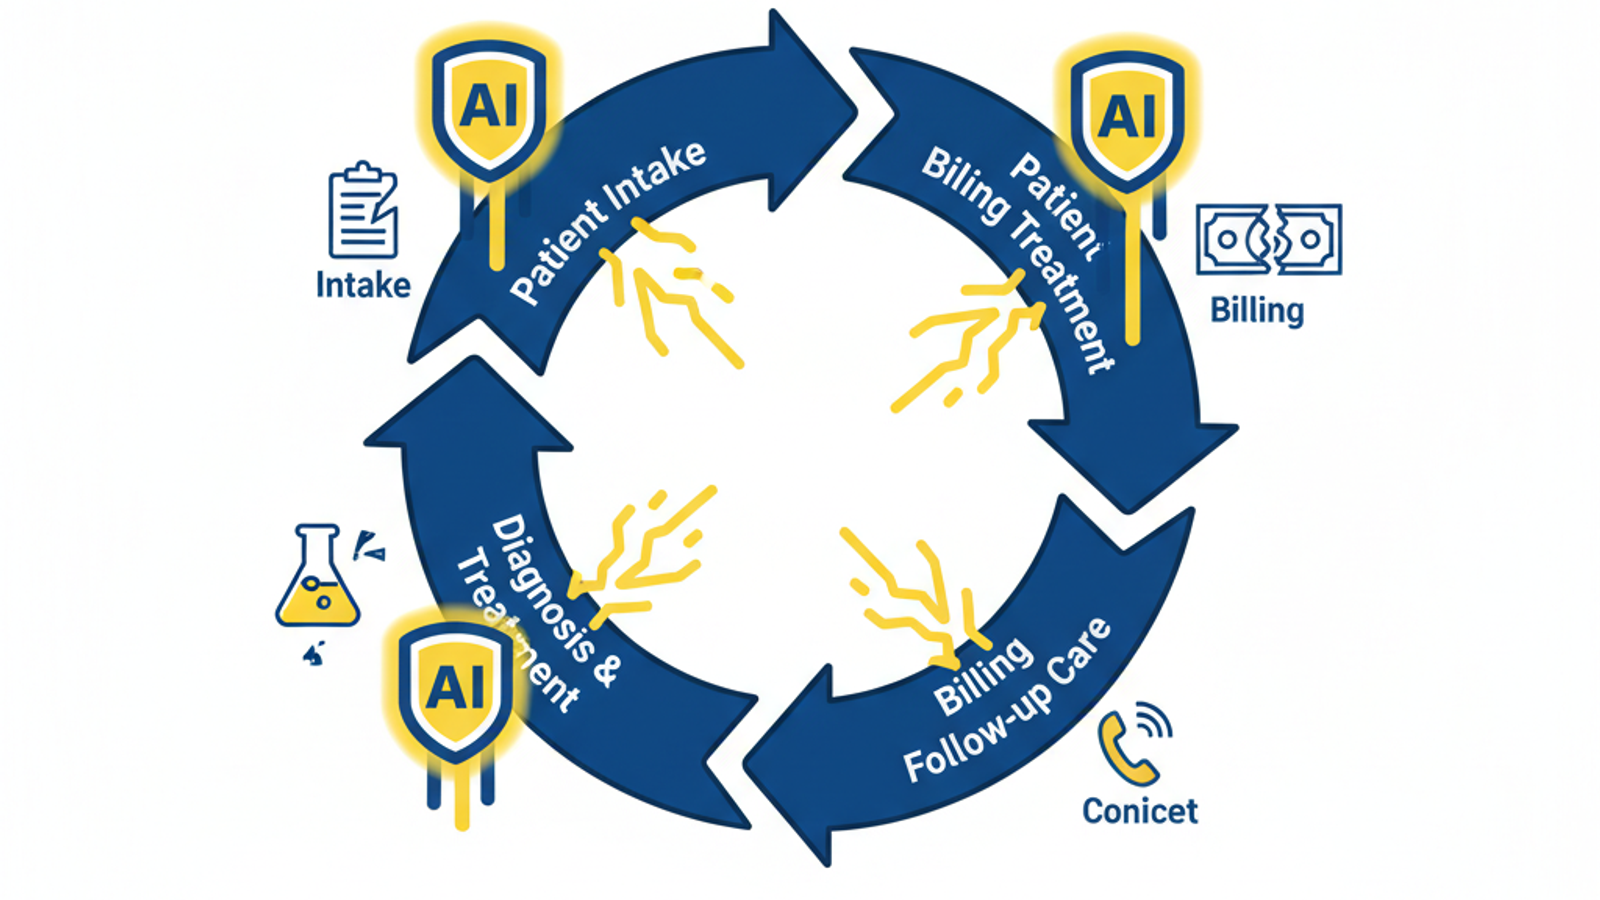 AI
Patient Intake
Intake
AI
Patient
Biling Treatment
Billing
Billing
Follow-up Care
Conicet
Diagnosis &
Treatment
AI